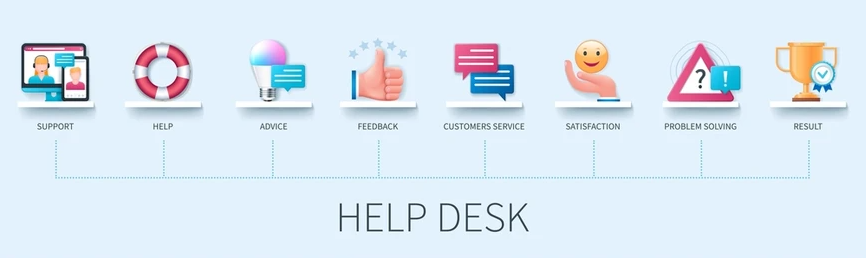 SUPPORT
HELP
ADVICE
FEEDBACK
CUSTOMERS SERVICE
SATISFACTION
PROBLEM SOLVING
RESULT
HELP DESK